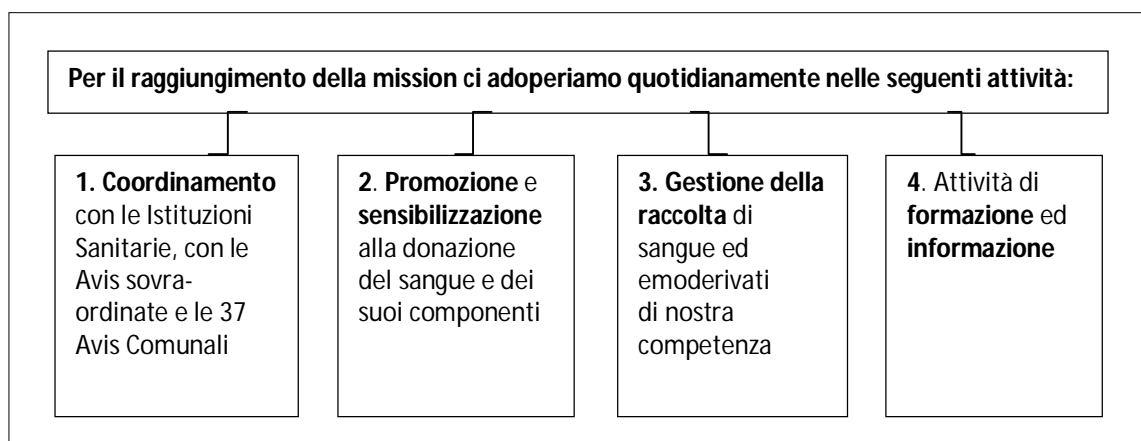 Per il raggiungimento della mission ci adoperiamo quotidianamente nelle seguenti attività:
1. Coordinamento
con le Istituzioni
Sanitarie, con le
Avis sovra-
ordinate e le 37
Avis Comunali
2. Promozione e
sensibilizzazione
alla donazione
del sangue e dei
suoi componenti
3. Gestione della
raccolta di
sangue ed
emoderivati
di nostra
competenza
4. Attività di
formazione ed
informazione